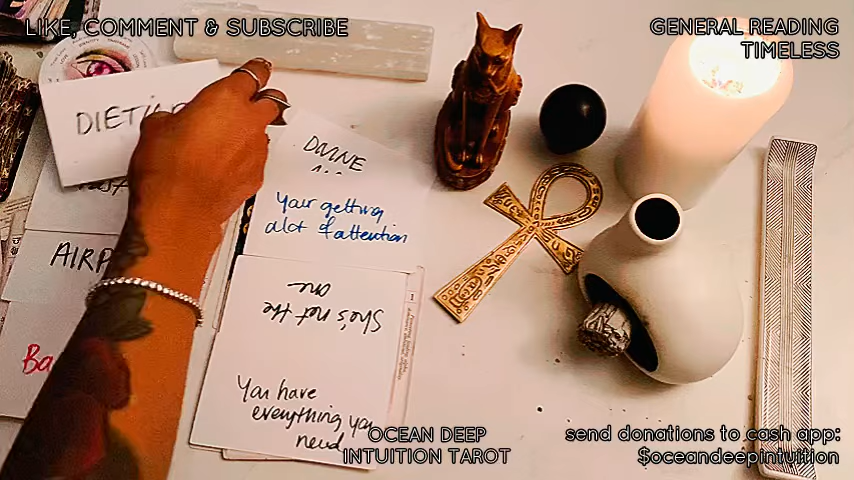 LIKE, COMMENT & SUBSCRIBE
GENERAL READING
TIMELESS
DIVINE
Your getting
alot of attention
AIRP
Ba
She's not the
one
You have
everything you
need
OCEAN DEEP
INTUITION TAROT
send donations to cash app:
$oceandeepintuition